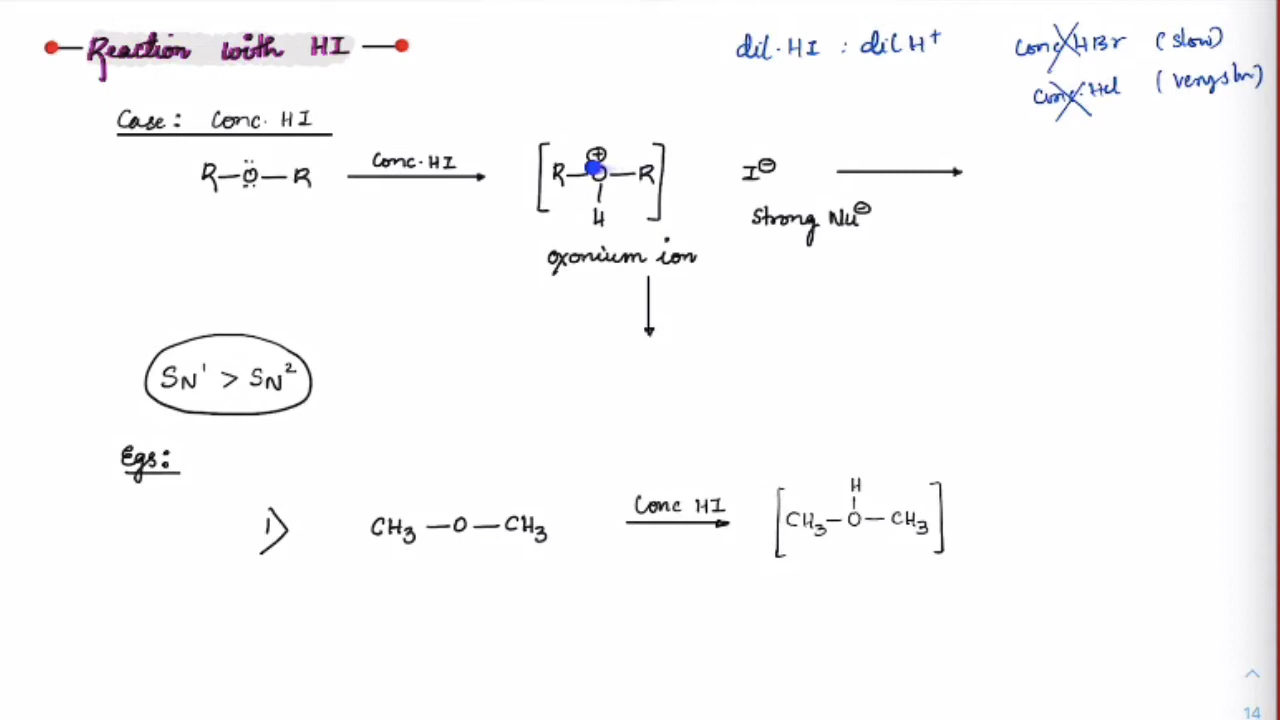 Reaction with HI
dil. HI : dil H⁺
conc HBr (slow)
conc. HCl (very slw)
Case: Conc. HI
R—Ö—R
Conc. HI
[R—O—R]
⊕
H
I⊖
Strong Nu⊖
oxonium ion
SN¹ > SN²
Egs:
1) CH₃—O—CH₃
Conc HI
H
[CH₃—O—CH₃]
14